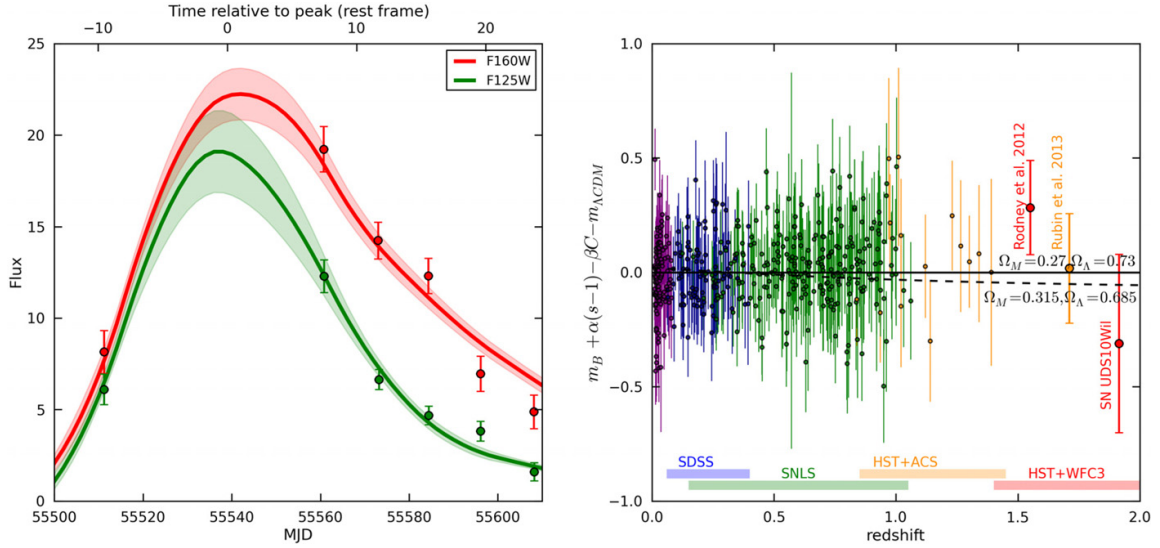 Time relative to peak (rest frame)
−10 0 10 20
25
20
15
10
5
0
Flux
F160W
F125W
55500 55520 55540 55560 55580 55600
MJD
1.0
0.5
0.0
−0.5
−1.0
m_B +α(s−1)−βC−m_ΛCDM
Rodney et al. 2012
Rubin et al. 2013
Ω_M=0.27,Ω_Λ=0.73
Ω_M=0.315,Ω_Λ=0.685
SN UDS10Wil
SDSS
SNLS
HST+ACS
HST+WFC3
0.0 0.5 1.0 1.5 2.0
redshift